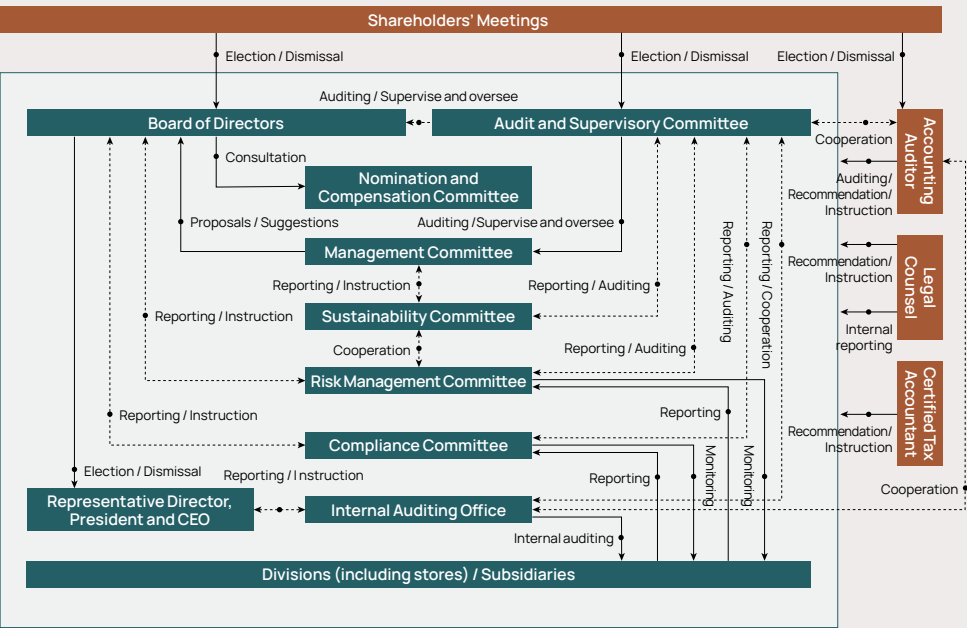 Shareholders' Meetings
Election / Dismissal
Election / Dismissal
Election / Dismissal
Auditing / Supervise and oversee
Board of Directors
Audit and Supervisory Committee
Accounting
Auditor
Cooperation
Consultation
Nomination and
Compensation Committee
Auditing/
Recommendation/
Instruction
Proposals / Suggestions
Auditing /Supervise and oversee
Management Committee
Reporting / Auditing
Reporting / Cooperation
Legal
Counsel
Recommendation/
Instruction
Reporting / Instruction
Reporting / Auditing
Sustainability Committee
Reporting / Instruction
Internal
reporting
Cooperation
Reporting / Auditing
Risk Management Committee
Certified Tax
Accountant
Reporting / Instruction
Reporting
Recommendation/
Instruction
Compliance Committee
Monitoring
Monitoring
Election / Dismissal
Reporting / Instruction
Reporting
Cooperation
Representative Director,
President and CEO
Internal Auditing Office
Internal auditing
Divisions (including stores) / Subsidiaries